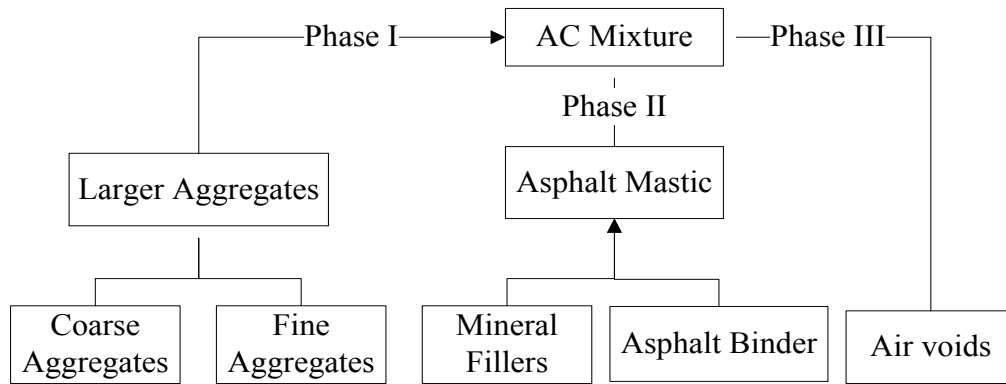 Phase I
AC Mixture
Phase III
Phase II
Larger Aggregates
Asphalt Mastic
Coarse
Aggregates
Fine
Aggregates
Mineral
Fillers
Asphalt Binder
Air voids